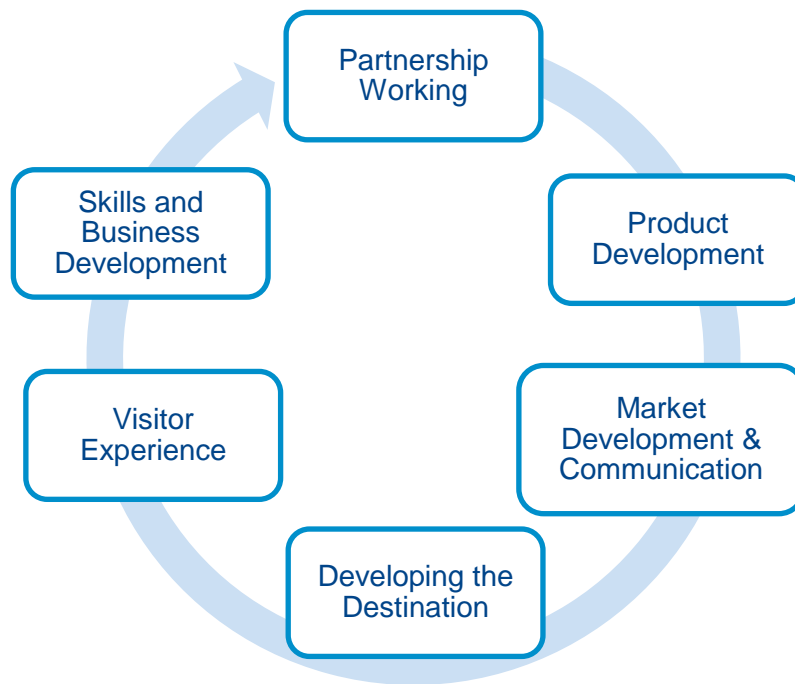 Partnership
Working
Product
Development
Market
Development &
Communication
Developing the
Destination
Visitor
Experience
Skills and
Business
Development